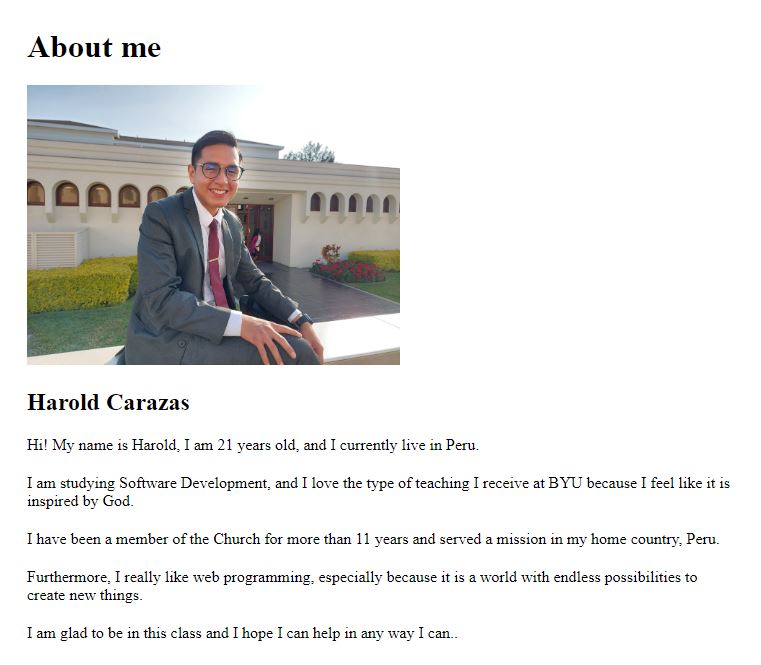 About me
Harold Carazas
Hi! My name is Harold, I am 21 years old, and I currently live in Peru.
I am studying Software Development, and I love the type of teaching I receive at BYU because I feel like it is
inspired by God.
I have been a member of the Church for more than 11 years and served a mission in my home country, Peru.
Furthermore, I really like web programming, especially because it is a world with endless possibilities to
create new things.
I am glad to be in this class and I hope I can help in any way I can..